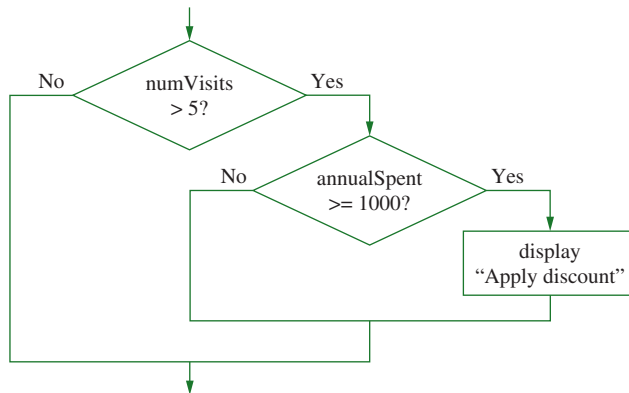 No
numVisits
> 5?
Yes
No
annualSpent
>= 1000?
Yes
display
“Apply discount”